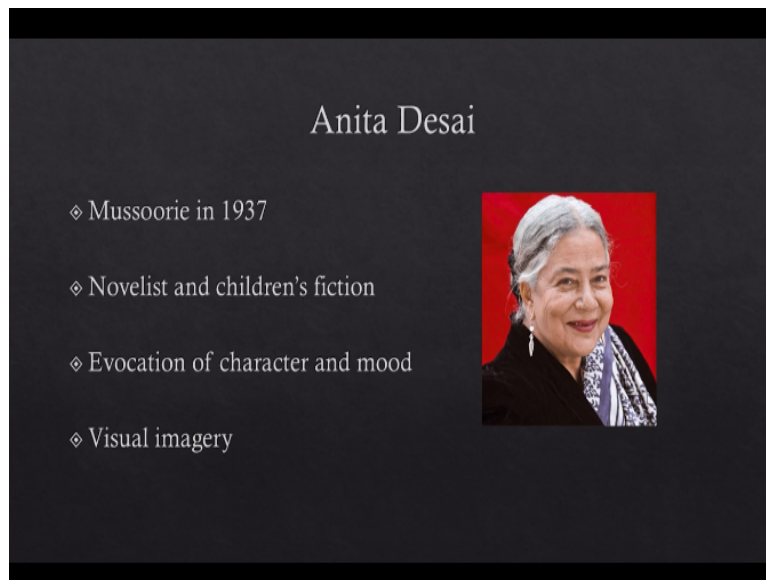 Anita Desai
Mussoorie in 1937
Novelist and children’s fiction
Evocation of character and mood
Visual imagery